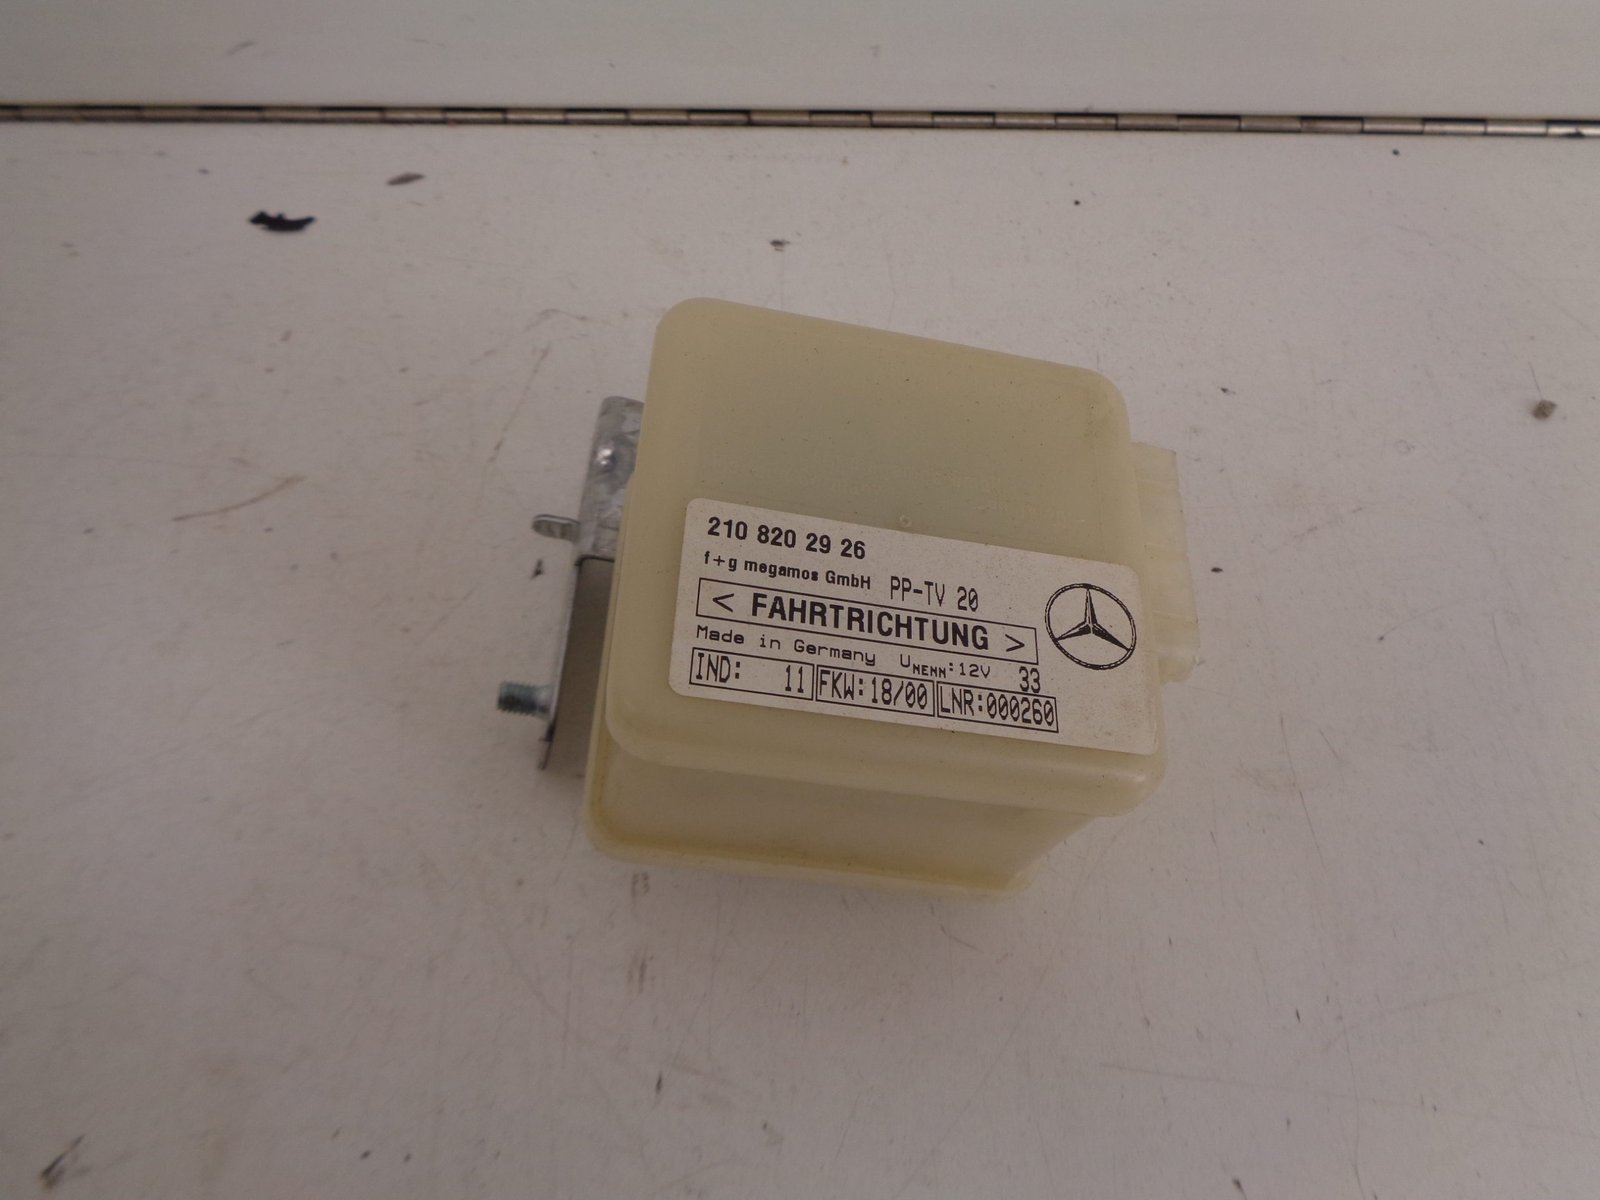 210 820 29 26
f+g megamos GmbH PP-TV 20
< FAHRTRICHTUNG >
Made in Germany UNENN:12V 33
IND: 11 FKW:18/00 LNR:000260